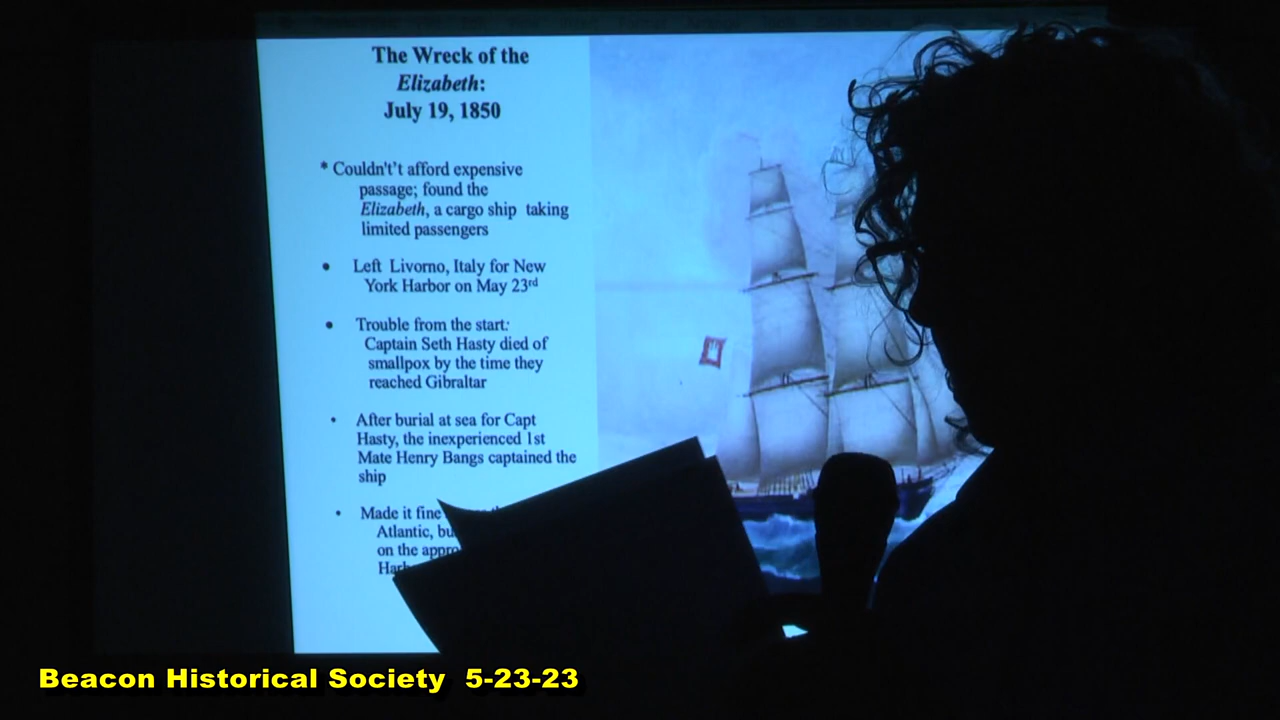 The Wreck of the
Elizabeth:
July 19, 1850
* Couldn't't afford expensive
passage; found the
Elizabeth, a cargo ship taking
limited passengers
• Left Livorno, Italy for New
York Harbor on May 23rd
• Trouble from the start:
Captain Seth Hasty died of
smallpox by the time they
reached Gibraltar
• After burial at sea for Capt
Hasty, the inexperienced 1st
Mate Henry Bangs captained the
ship
• Made it fine
Atlantic,
on the
Beacon Historical Society 5-23-23